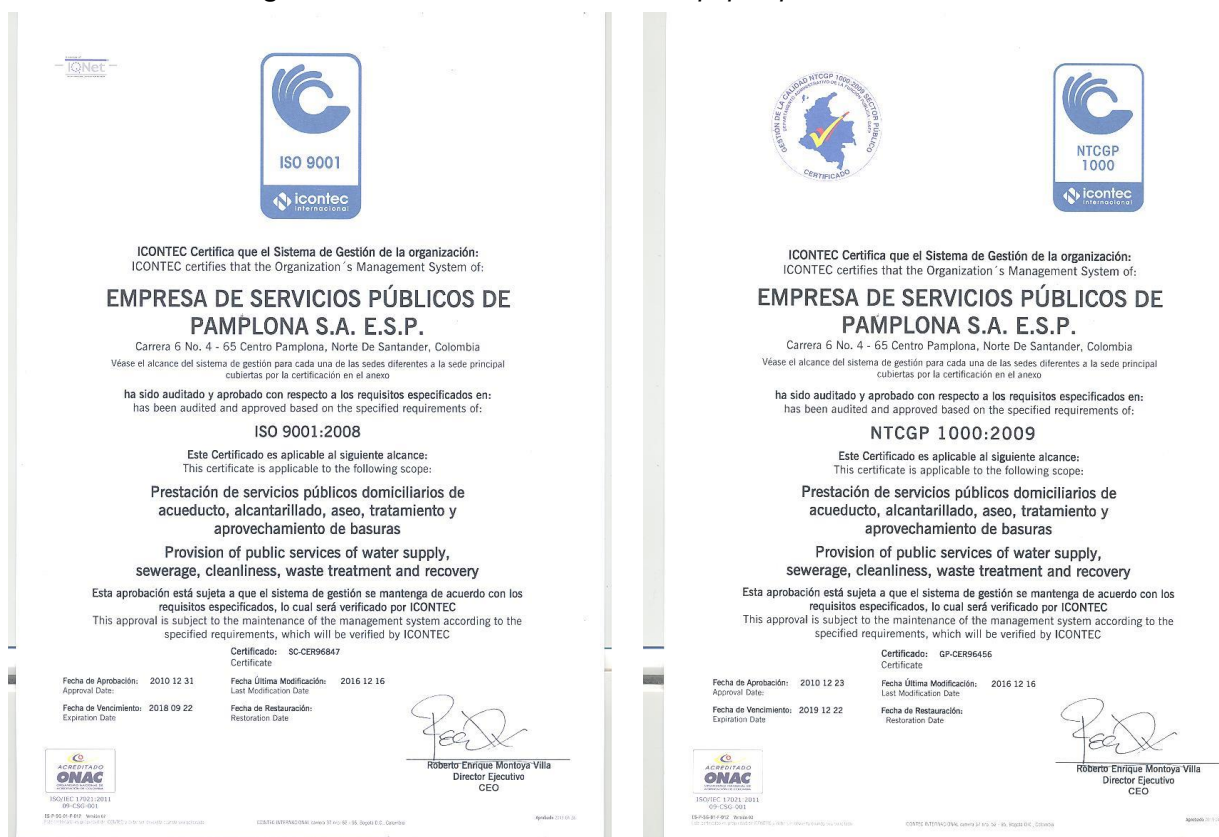 IQNet
ISO 9001
icontec
internacional
ICONTEC Certifica que el Sistema de Gestión de la organización:
ICONTEC certifies that the Organization´s Management System of:
EMPRESA DE SERVICIOS PÚBLICOS DE
PAMPLONA S.A. E.S.P.
Carrera 6 No. 4 - 65 Centro Pamplona, Norte De Santander, Colombia
Véase el alcance del sistema de gestión para cada una de las sedes diferentes a la sede principal
cubiertas por la certificación en el anexo
ha sido auditado y aprobado con respecto a los requisitos especificados en:
has been audited and approved based on the specified requirements of:
ISO 9001:2008
Este Certificado es aplicable al siguiente alcance:
This certificate is applicable to the following scope:
Prestación de servicios públicos domiciliarios de
acueducto, alcantarillado, aseo, tratamiento y
aprovechamiento de basuras
Provision of public services of water supply,
sewerage, cleanliness, waste treatment and recovery
Esta aprobación está sujeta a que el sistema de gestión se mantenga de acuerdo con los
requisitos especificados, lo cual será verificado por ICONTEC
This approval is subject to the maintenance of the management system according to the
specified requirements, which will be verified by ICONTEC
Certificado: SC-CER96847
Certificate
Fecha de Aprobación: 2010 12 31 Fecha Última Modificación: 2016 12 16
Approval Date: Last Modification Date
Fecha de Vencimiento: 2018 09 22 Fecha de Restauración:
Expiration Date Restoration Date
Roberto Enrique Montoya Villa
Director Ejecutivo
CEO
ACREDITADO
ONAC
ISO/IEC 17021:2011
09-CSG-001
GESTIÓN DE LA CALIDAD NTCGP 1000:2009 SECTOR PÚBLICO
DEPARTAMENTO ADMINISTRATIVO DE LA FUNCIÓN PÚBLICA
CERTIFICADO
NTCGP
1000
icontec
internacional
ICONTEC Certifica que el Sistema de Gestión de la organización:
ICONTEC certifies that the Organization´s Management System of:
EMPRESA DE SERVICIOS PÚBLICOS DE
PAMPLONA S.A. E.S.P.
Carrera 6 No. 4 - 65 Centro Pamplona, Norte De Santander, Colombia
Véase el alcance del sistema de gestión para cada una de las sedes diferentes a la sede principal
cubiertas por la certificación en el anexo
ha sido auditado y aprobado con respecto a los requisitos especificados en:
has been audited and approved based on the specified requirements of:
NTCGP 1000:2009
Este Certificado es aplicable al siguiente alcance:
This certificate is applicable to the following scope:
Prestación de servicios públicos domiciliarios de
acueducto, alcantarillado, aseo, tratamiento y
aprovechamiento de basuras
Provision of public services of water supply,
sewerage, cleanliness, waste treatment and recovery
Esta aprobación está sujeta a que el sistema de gestión se mantenga de acuerdo con los
requisitos especificados, lo cual será verificado por ICONTEC
This approval is subject to the maintenance of the management system according to the
specified requirements, which will be verified by ICONTEC
Certificado: GP-CER96456
Certificate
Fecha de Aprobación: 2010 12 23 Fecha Última Modificación: 2016 12 16
Approval Date: Last Modification Date
Fecha de Vencimiento: 2019 12 22 Fecha de Restauración:
Expiration Date Restoration Date
Roberto Enrique Montoya Villa
Director Ejecutivo
CEO
ACREDITADO
ONAC
ISO/IEC 17021:2011
09-CSG-001